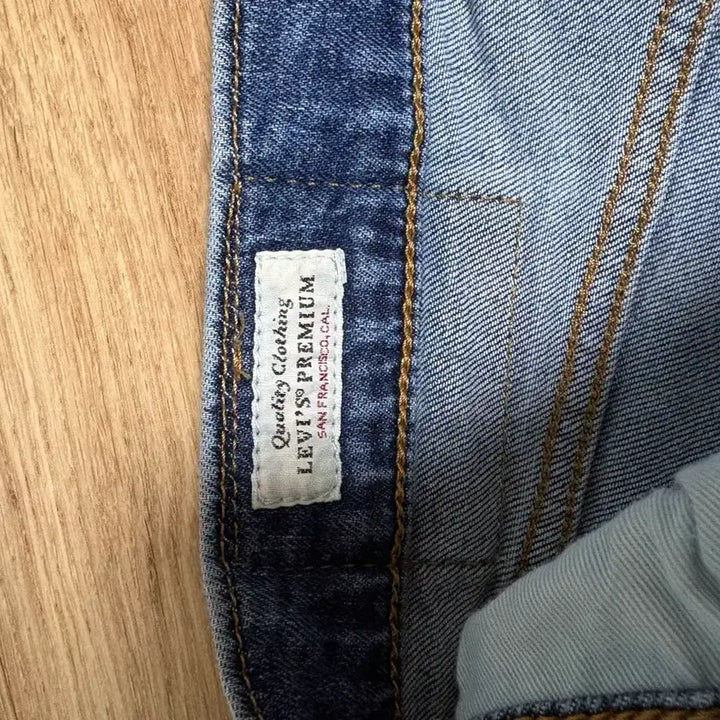 Quality Clothing
LEVI'S® PREMIUM
SAN FRANCISCO, CAL.